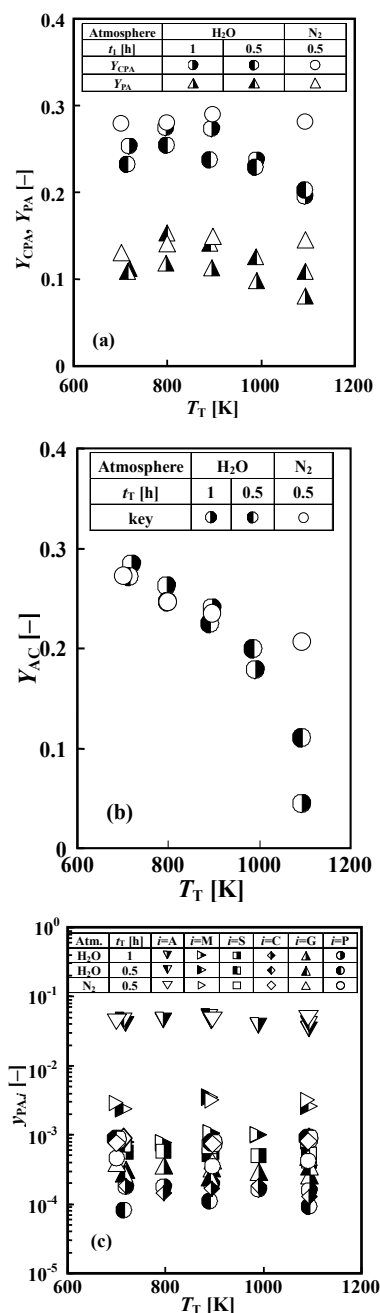 0.4
Atmosphere H2O N2
t1 [h] 1 0.5 0.5
YCPA
YPA
0.3
0.2
0.1
0
YCPA, YPA [−]
(a)
600 800 1000 1200
TT [K]
0.4
Atmosphere H2O N2
tT [h] 1 0.5 0.5
key
0.3
0.2
0.1
0
YAC [−]
(b)
600 800 1000 1200
TT [K]
10^0
Atm. tT [h] i=A i=M i=S i=C i=G i=P
H2O 1
H2O 0.5
N2 0.5
10^-1
10^-2
10^-3
10^-4
10^-5
yPA,i [−]
(c)
600 800 1000 1200
TT [K]